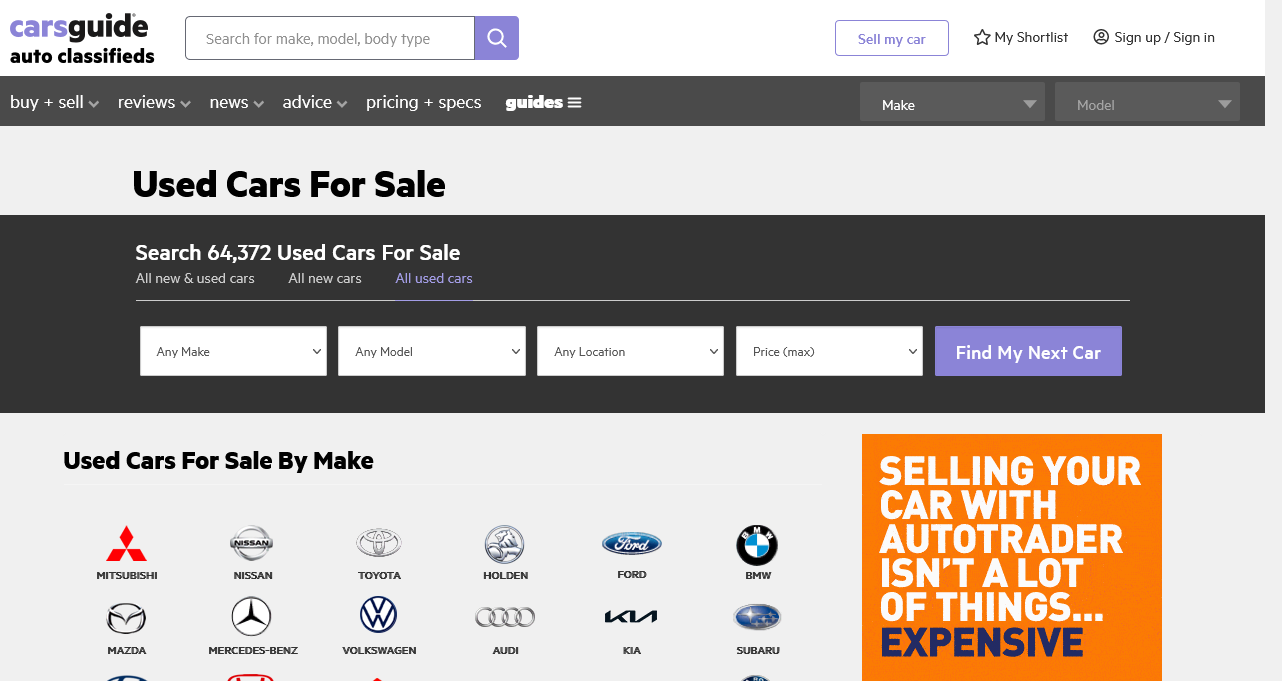 carsguide
auto classifieds
Search for make, model, body type
Sell my car
My Shortlist
Sign up / Sign in
buy + sell
reviews
news
advice
pricing + specs
guides
Make
Model
Used Cars For Sale
Search 64,372 Used Cars For Sale
All new & used cars
All new cars
All used cars
Any Make
Any Model
Any Location
Price (max)
Find My Next Car
Used Cars For Sale By Make
NISSAN
Ford
BMW
MITSUBISHI
NISSAN
TOYOTA
HOLDEN
FORD
BMW
MAZDA
MERCEDES-BENZ
VOLKSWAGEN
AUDI
KIA
SUBARU
SELLING YOUR
CAR WITH
AUTOTRADER
ISN'T A LOT
OF THINGS...
EXPENSIVE